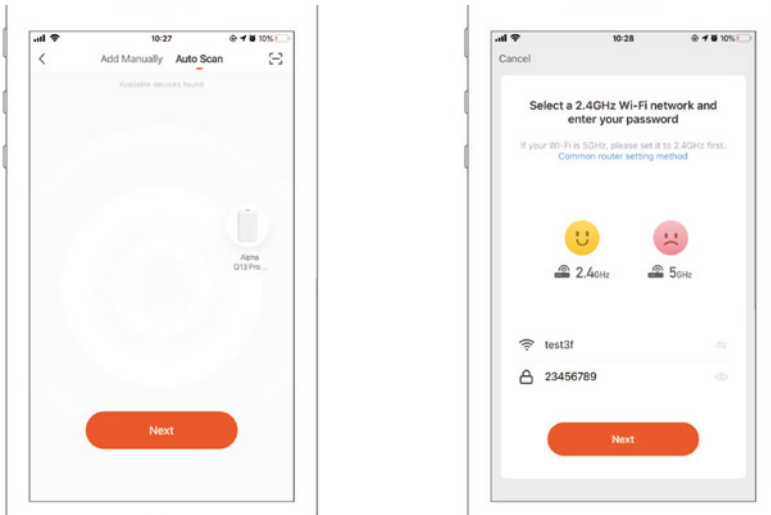 10:27
10%
Add Manually Auto Scan
Available devices found
Alpha
Q13 Pro ...
Next
10:28
10%
Cancel
Select a 2.4GHz Wi-Fi network and
enter your password
If your Wi-Fi is 5GHz, please set it to 2.4GHz first.
Common router setting method
2.4GHz
5GHz
test3f
23456789
Next